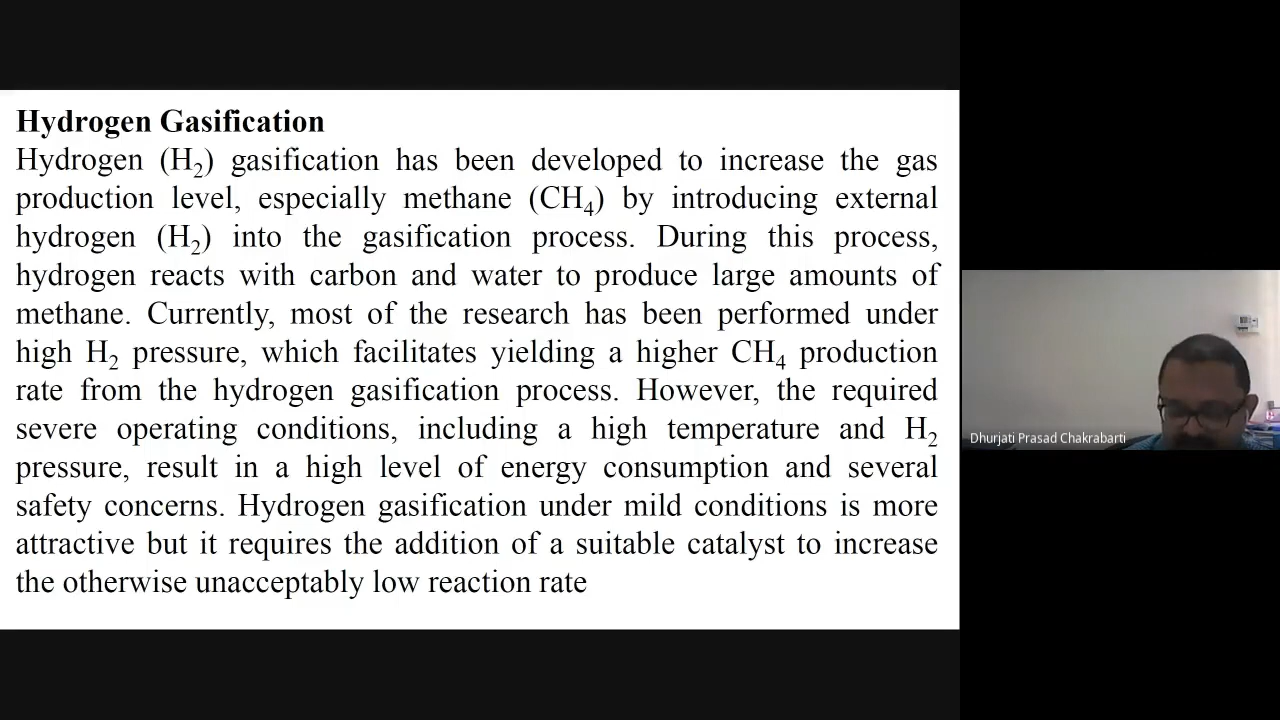 Hydrogen Gasification
Hydrogen (H₂) gasification has been developed to increase the gas
production level, especially methane (CH₄) by introducing external
hydrogen (H₂) into the gasification process. During this process,
hydrogen reacts with carbon and water to produce large amounts of
methane. Currently, most of the research has been performed under
high H₂ pressure, which facilitates yielding a higher CH₄ production
rate from the hydrogen gasification process. However, the required
severe operating conditions, including a high temperature and H₂
pressure, result in a high level of energy consumption and several
safety concerns. Hydrogen gasification under mild conditions is more
attractive but it requires the addition of a suitable catalyst to increase
the otherwise unacceptably low reaction rate
Dhurjati Prasad Chakrabarti